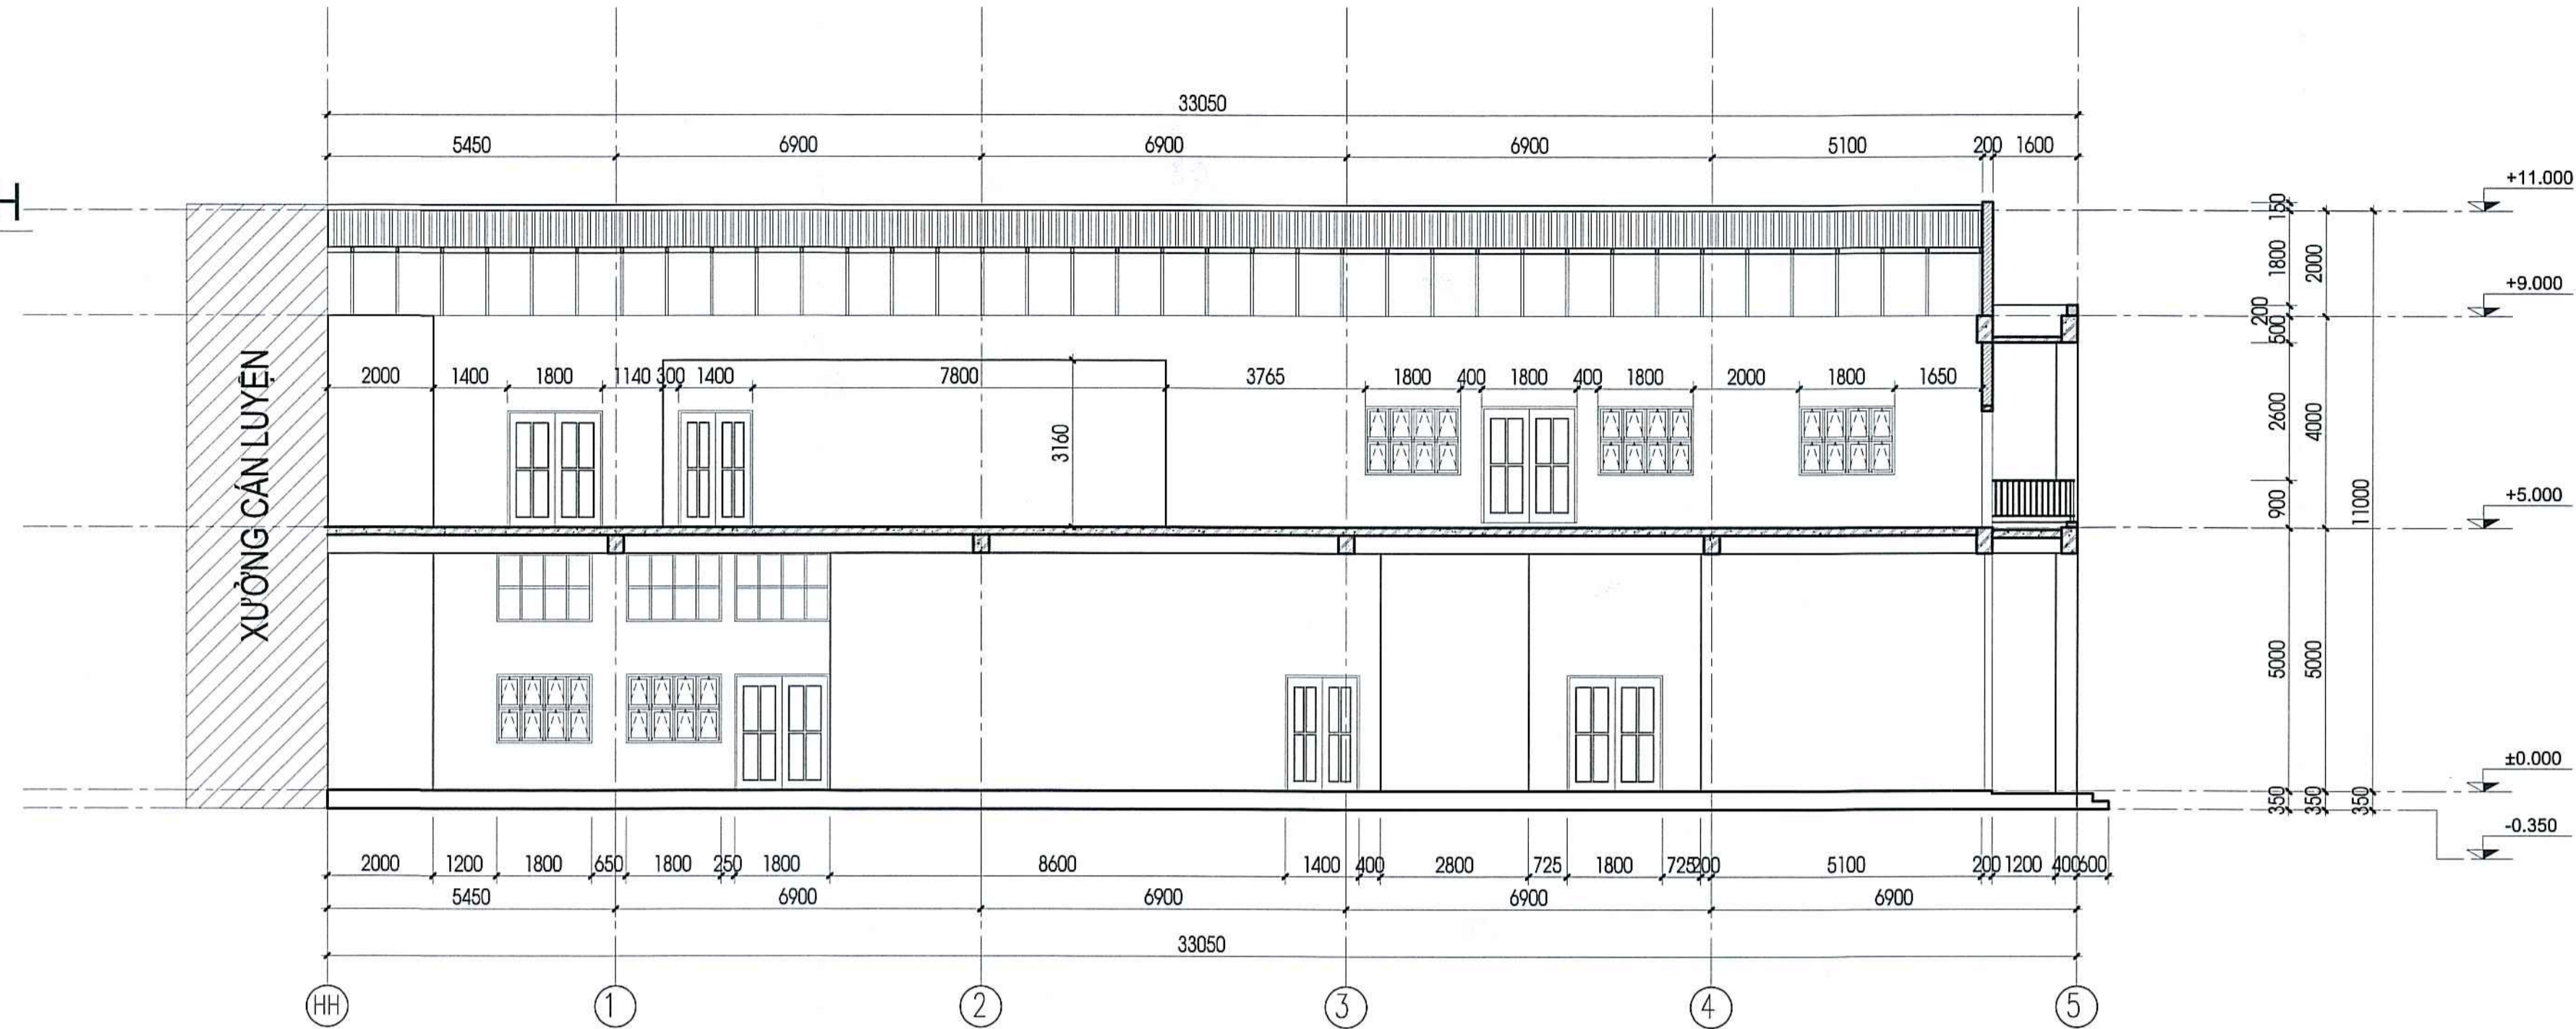 33050
5450 6900 6900 6900 5100 200 1600
+11.000
150
1800 2000
+9.000
200
500
2000 1400 1800 1140 300 1400 7800 3765 1800 400 1800 400 1800 2000 1800 1650
XƯỞNG CÁN LUYỆN
3160
2600 4000
+5.000
900
11000
5000 5000
±0.000
350 350 350
-0.350
2000 1200 1800 650 1800 250 1800 8600 1400 400 2800 725 1800 725 200 5100 200 1200 400 600
5450 6900 6900 6900 6900
33050
HH 1 2 3 4 5